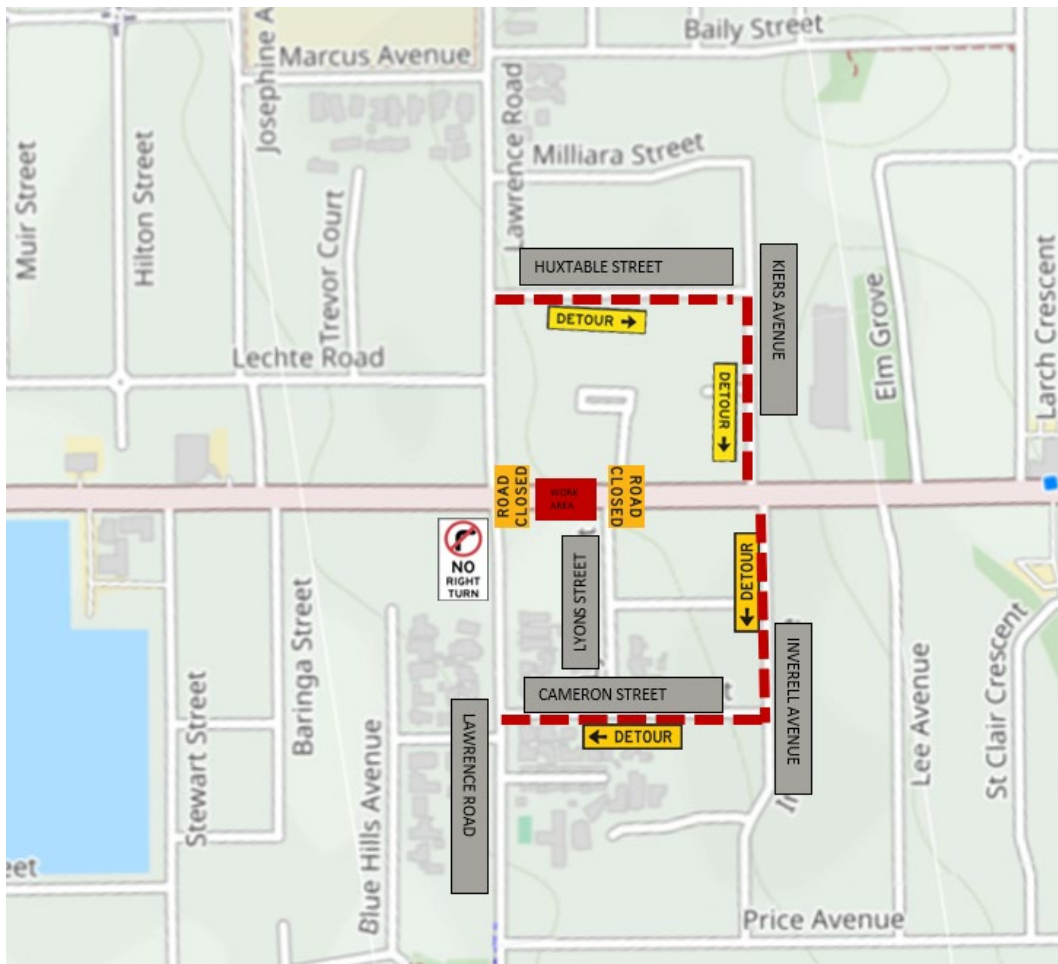 Baily Street
Marcus Avenue
Josephine A
Lawrence Road
Muir Street
Hilton Street
Milliara Street
Trevor Court
HUXTABLE STREET
KIERS AVENUE
DETOUR →
Elm Grove
Larch Crescent
Lechte Road
DETOUR →
ROAD
CLOSED
WORK
AREA
ROAD
CLOSED
NO
RIGHT
TURN
LYONS STREET
DETOUR →
Baringa Street
Stewart Street
Blue Hills Avenue
CAMERON STREET
← DETOUR
LAWRENCE ROAD
INVERELL AVENUE
In
Lee Avenue
St Clair Crescent
eet
Price Avenue